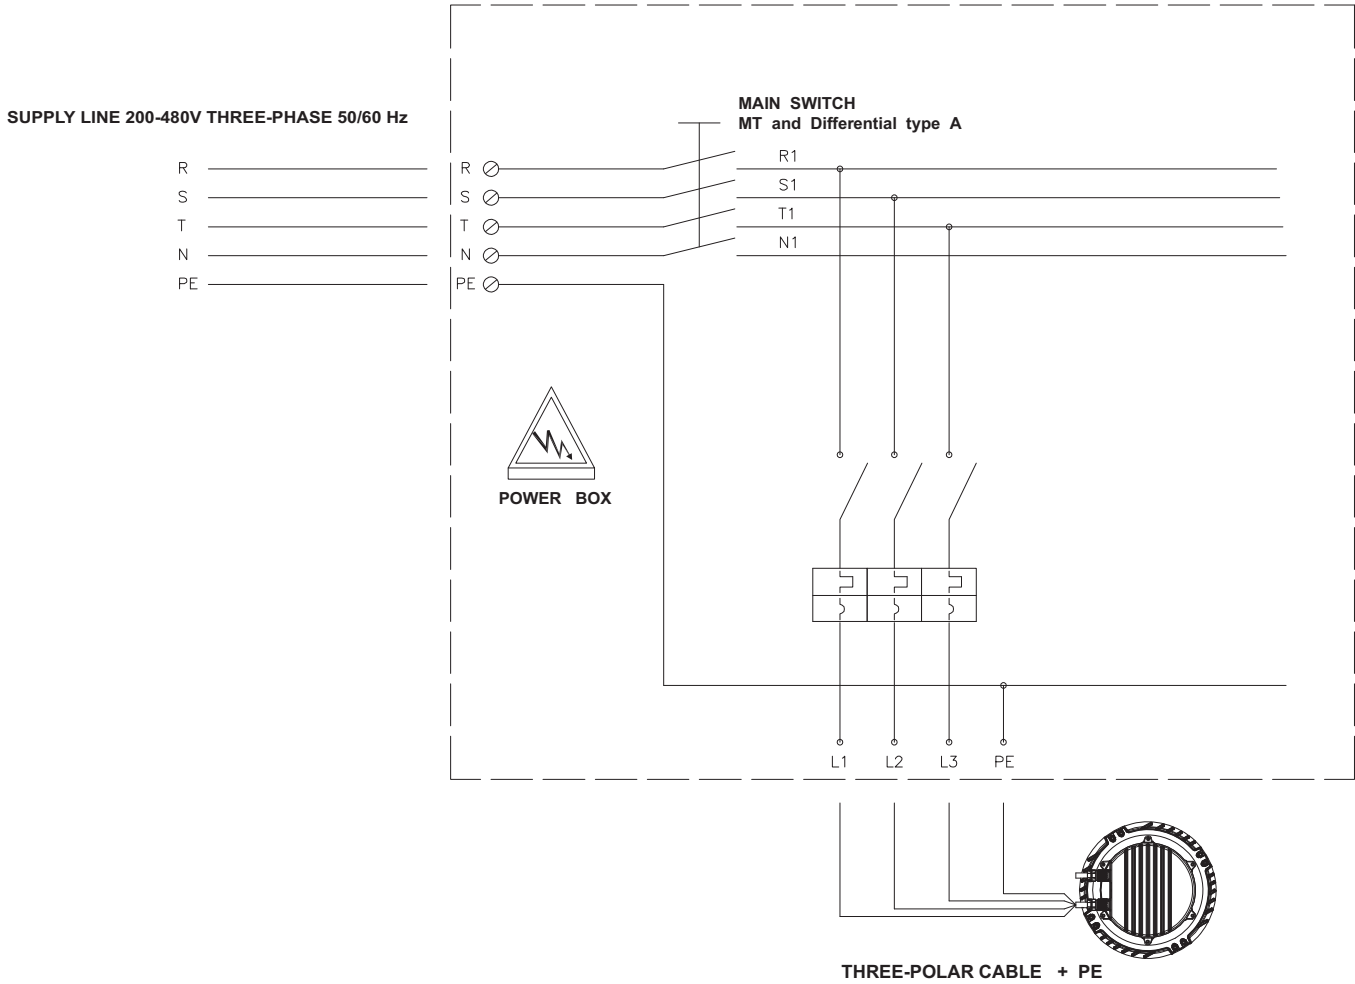 MAIN SWITCH
SUPPLY LINE 200-480V THREE-PHASE 50/60 Hz
MT and Differential type A
R R R1
S S S1
T T T1
N N N1
PE PE
POWER BOX
L1 L2 L3 PE
THREE-POLAR CABLE + PE